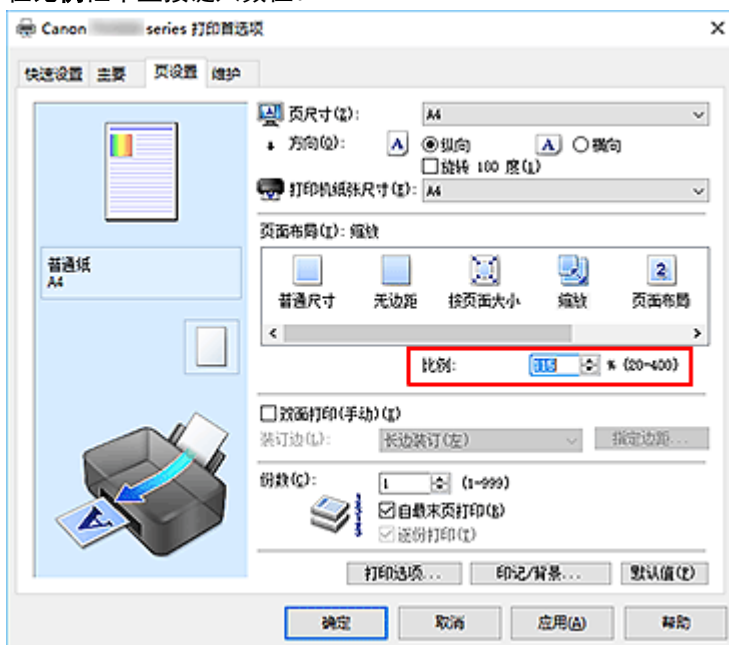 Canon series 打印首选项
快速设置 主要 页设置 维护
页尺寸(Z): A4
方向(O): A 纵向 A 横向
打印机纸张尺寸(E): A4
页面布局(I): 缩放
普通纸
A4
普通尺寸 无边距 按页面大小 缩放 页面布局
比例: 115 % (20-400)
双面打印(手动)(X)
装订边(L): 长边装订(左) 指定边距...
份数(C): 1 (1-999)
自最末页打印(B)
逐份打印(T)
打印选项... 印记/背景... 默认值(P)
确定 取消 应用(A) 帮助